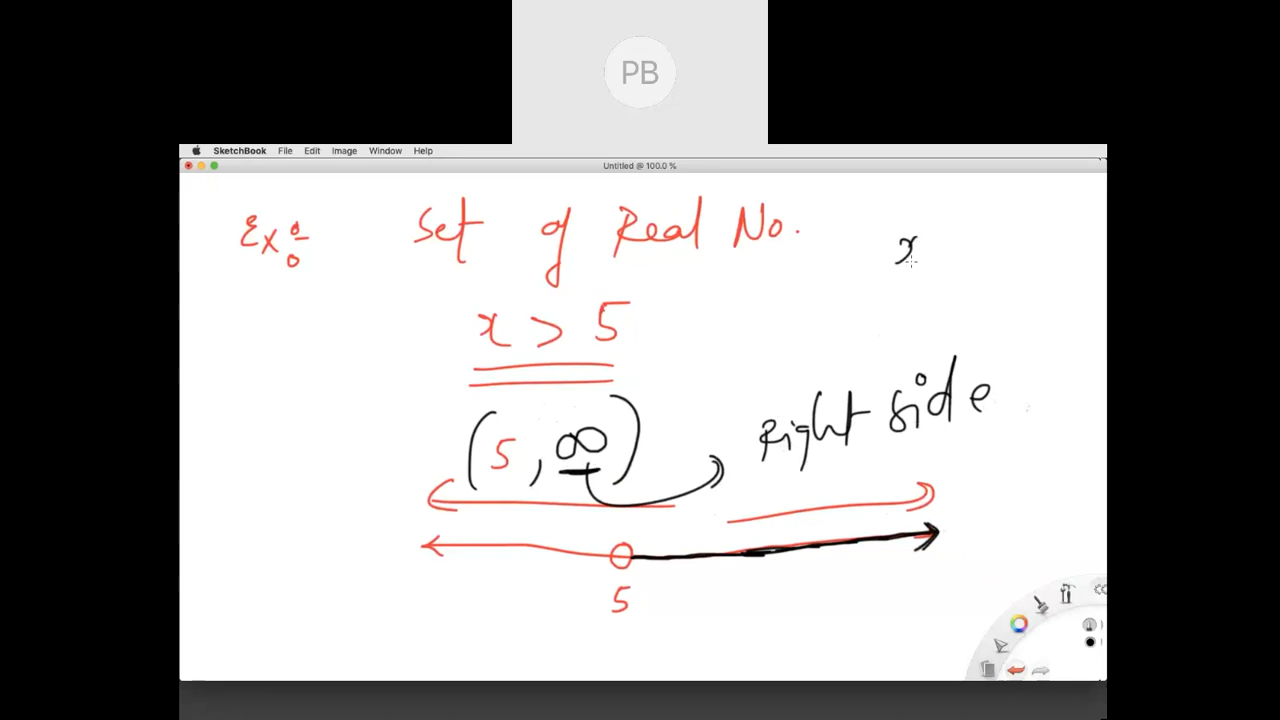 PB
SketchBook File Edit Image Window Help
Untitled @ 100.0 %
Ex: Set of Real No.
x
x > 5
(5, ∞) Right side
5